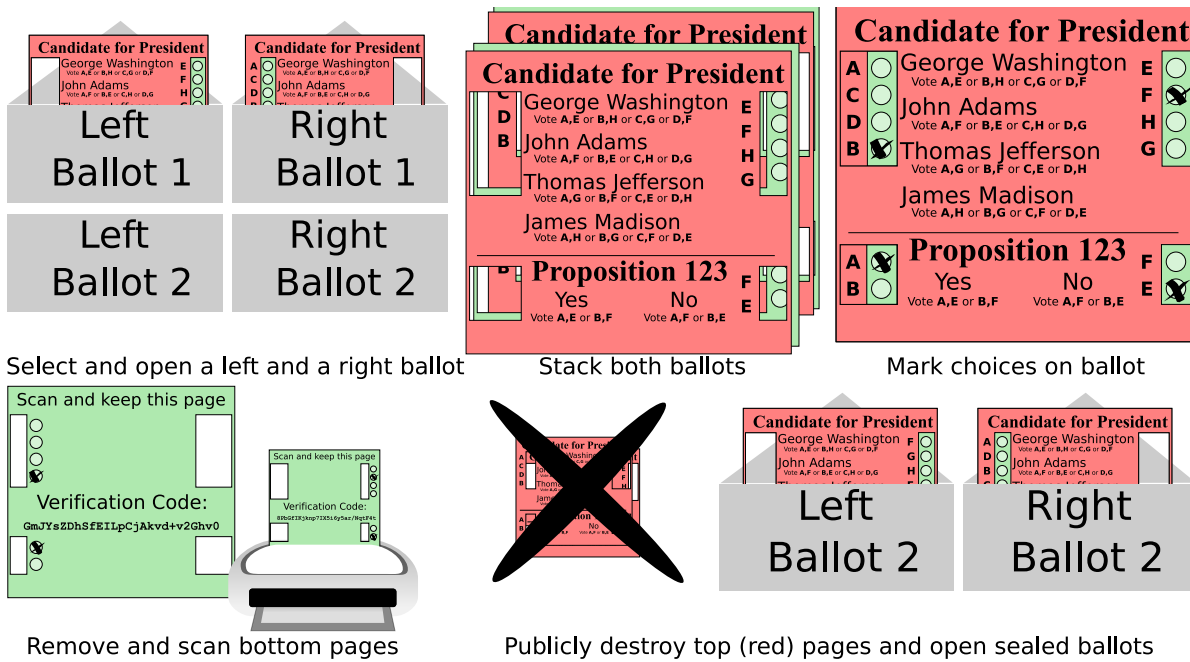 Candidate for President
George Washington E
Vote A,E or B,H or C,G or D,F F
John Adams H
Vote A,F or B,E or C,H or D,G
Left
Ballot 1
Candidate for President
A George Washington
Vote A,E or B,H or C,G or D,F
C John Adams
D Vote A,F or B,E or C,H or D,G
Right
Ballot 1
Left
Ballot 2
Right
Ballot 2
Select and open a left and a right ballot
Candidate for President
George Washington E
D Vote A,E or B,H or C,G or D,F F
B John Adams
Vote A,F or B,E or C,H or D,G H
Thomas Jefferson G
Vote A,G or B,F or C,E or D,H
James Madison
Vote A,H or B,G or C,F or D,E
Proposition 123
B F
Yes No E
Vote A,E or B,F Vote A,F or B,E
Stack both ballots
Candidate for President
A George Washington E
Vote A,E or B,H or C,G or D,F
C John Adams F
D Vote A,F or B,E or C,H or D,G H
B Thomas Jefferson G
Vote A,G or B,F or C,E or D,H
James Madison
Vote A,H or B,G or C,F or D,E
Proposition 123
A F
B Yes No E
Vote A,E or B,F Vote A,F or B,E
Mark choices on ballot
Scan and keep this page
Verification Code:
GmJYsZDhSfEILpCjAkvd+v2Ghv0
Scan and keep this page
Verification Code:
Remove and scan bottom pages
Candidate for President
George Washington F
Vote A,E or B,H or C,G or D,F G
John Adams H
Vote A,F or B,E or C,H or D,G
Left
Ballot 2
Candidate for President
A George Washington
Vote A,E or B,H or C,G or D,F
D John Adams
B Vote A,F or B,E or C,H or D,G
Right
Ballot 2
Publicly destroy top (red) pages and open sealed ballots